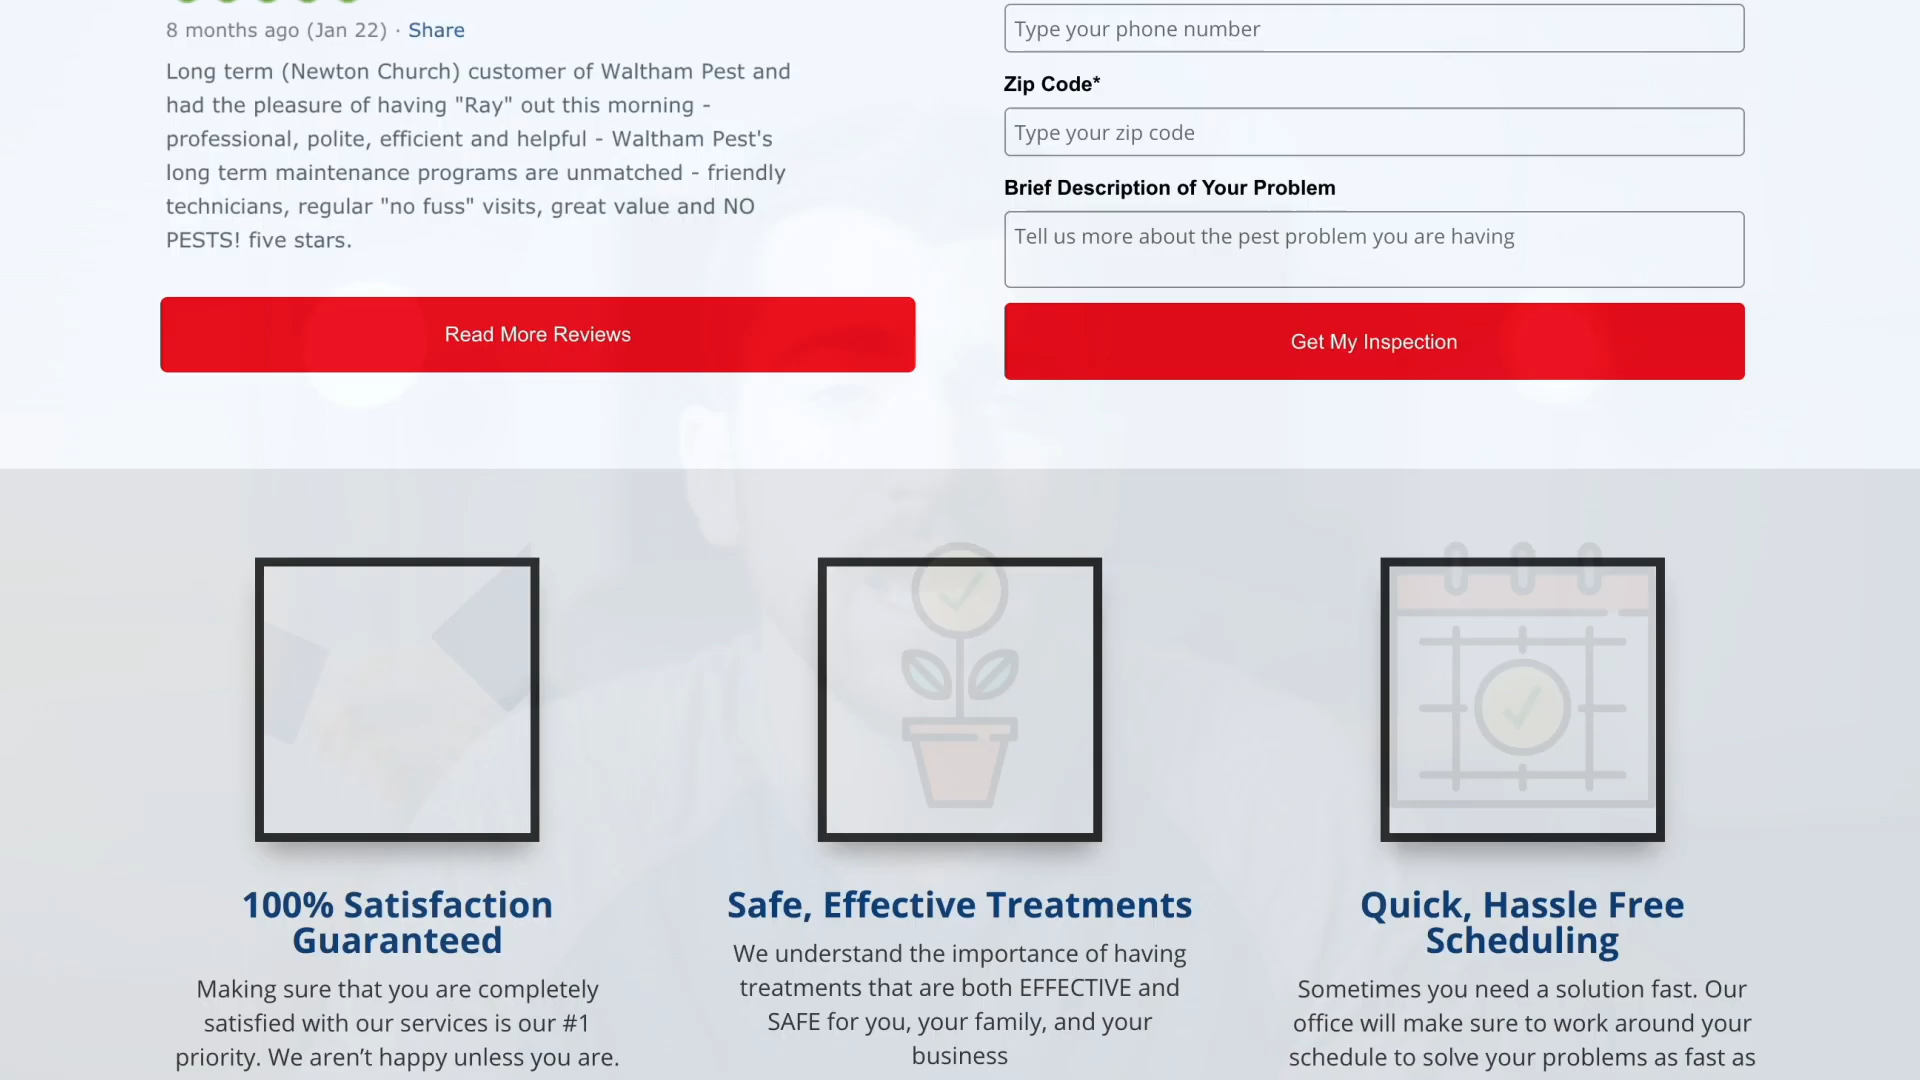 8 months ago (Jan 22) · Share
Long term (Newton Church) customer of Waltham Pest and
had the pleasure of having "Ray" out this morning -
professional, polite, efficient and helpful - Waltham Pest's
long term maintenance programs are unmatched - friendly
technicians, regular "no fuss" visits, great value and NO
PESTS! five stars.
Read More Reviews
Type your phone number
Zip Code*
Type your zip code
Brief Description of Your Problem
Tell us more about the pest problem you are having
Get My Inspection
100% Satisfaction
Guaranteed
Making sure that you are completely
satisfied with our services is our #1
priority. We aren’t happy unless you are.
Safe, Effective Treatments
We understand the importance of having
treatments that are both EFFECTIVE and
SAFE for you, your family, and your
business
Quick, Hassle Free
Scheduling
Sometimes you need a solution fast. Our
office will make sure to work around your
schedule to solve your problems as fast as